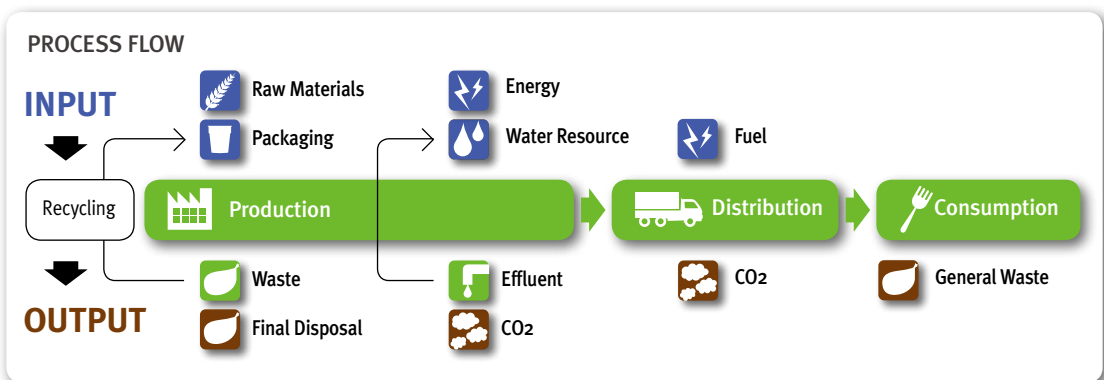 PROCESS FLOW
INPUT
Raw Materials
Energy
Packaging
Water Resource
Fuel
Recycling
Production
Distribution
Consumption
Waste
Effluent
CO2
General Waste
OUTPUT
Final Disposal
CO2